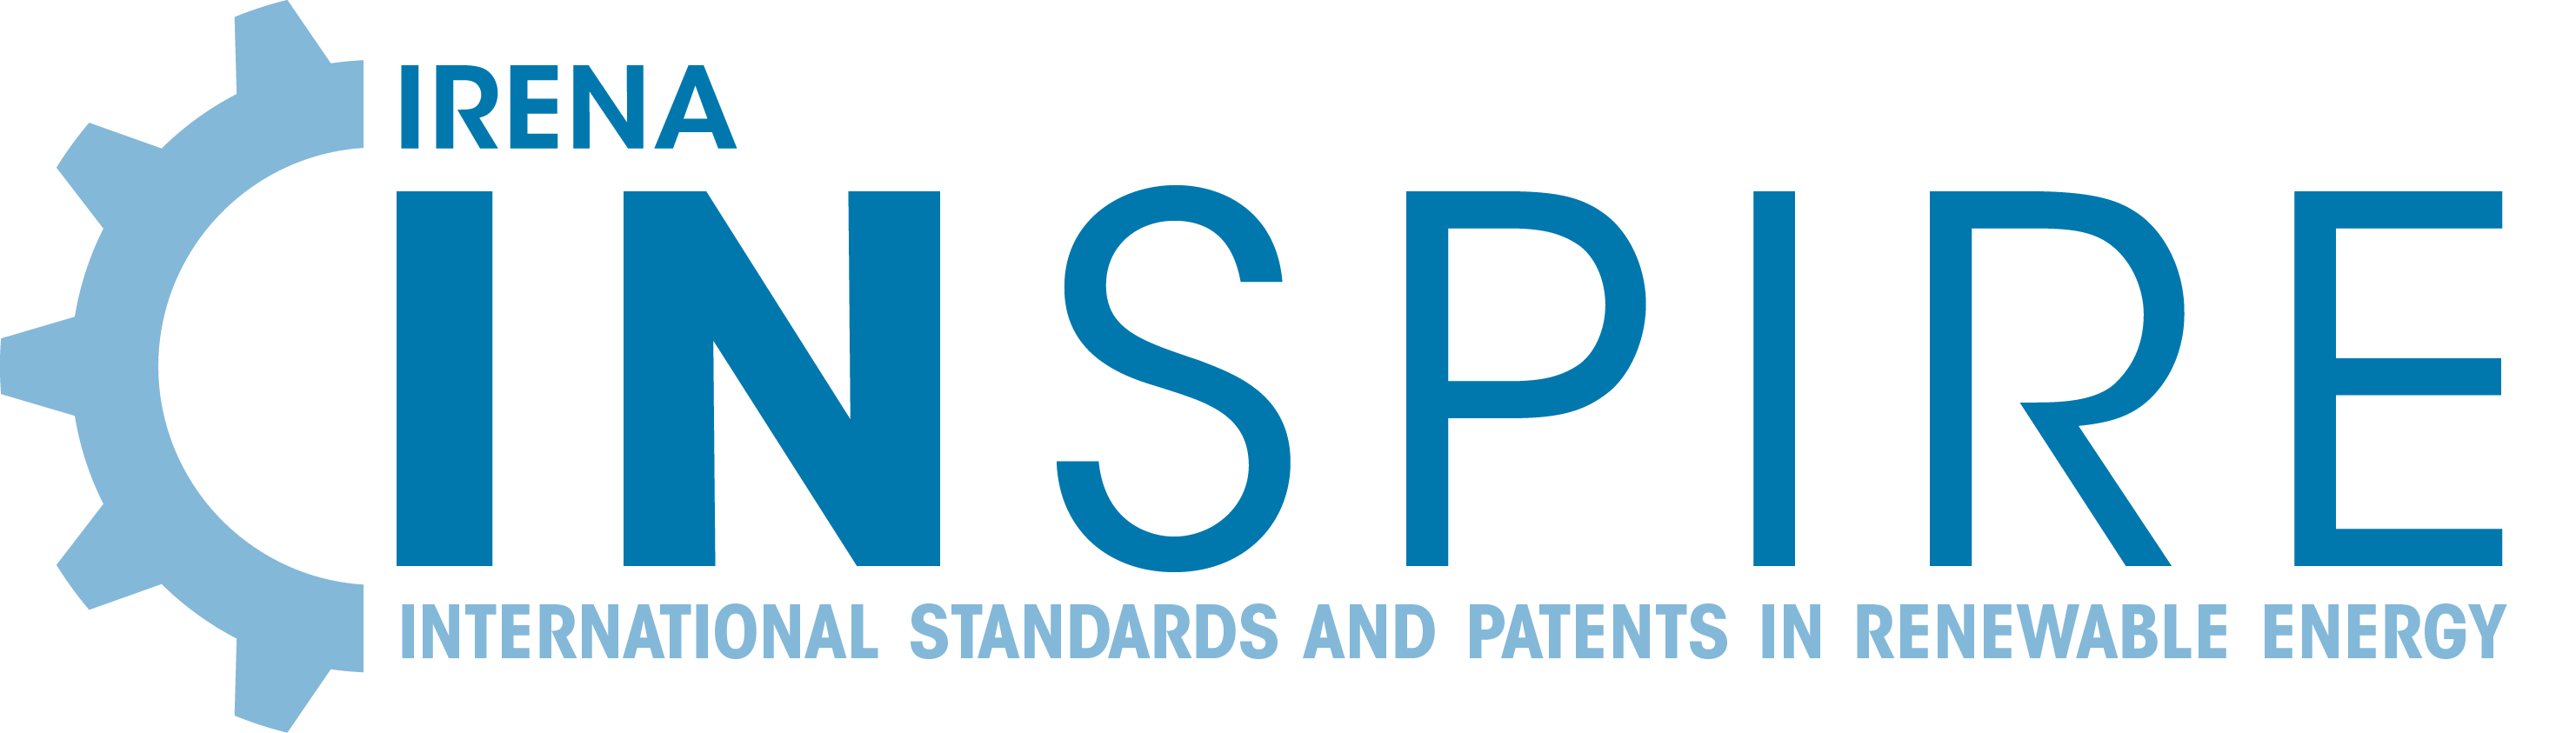 IRENA
INSPIRE
INTERNATIONAL STANDARDS AND PATENTS IN RENEWABLE ENERGY